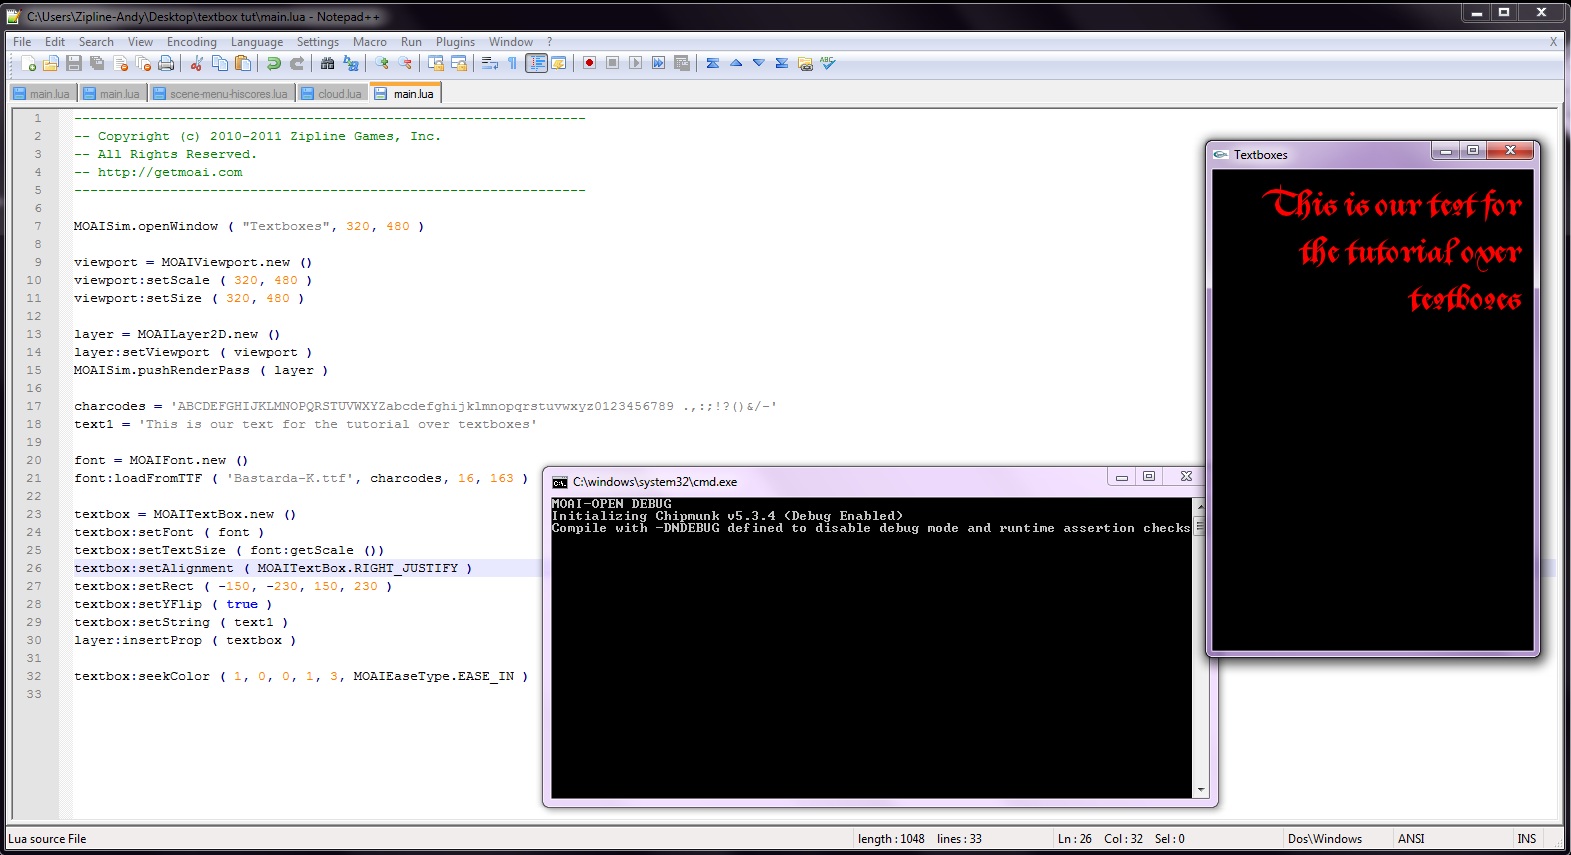 C:\Users\Zipline-Andy\Desktop\textbox tut\main.lua - Notepad++
File Edit Search View Encoding Language Settings Macro Run Plugins Window ? X
main.lua main.lua scene-menu-hiscores.lua cloud.lua main.lua
1 ----------------------------------------------------------------
2 -- Copyright (c) 2010-2011 Zipline Games, Inc.
3 -- All Rights Reserved.
4 -- http://getmoai.com
5 ----------------------------------------------------------------
6
7 MOAISim.openWindow ( "Textboxes", 320, 480 )
8
9 viewport = MOAIViewport.new ()
10 viewport:setScale ( 320, 480 )
11 viewport:setSize ( 320, 480 )
12
13 layer = MOAILayer2D.new ()
14 layer:setViewport ( viewport )
15 MOAISim.pushRenderPass ( layer )
16
17 charcodes = 'ABCDEFGHIJKLMNOPQRSTUVWXYZabcdefghijklmnopqrstuvwxyz0123456789 .,:;!?()&/-'
18 text1 = 'This is our text for the tutorial over textboxes'
19
20 font = MOAIFont.new ()
21 font:loadFromTTF ( 'Bastarda-K.ttf', charcodes, 16, 163 )
22
23 textbox = MOAITextBox.new ()
24 textbox:setFont ( font )
25 textbox:setTextSize ( font:getScale ())
26 textbox:setAlignment ( MOAITextBox.RIGHT_JUSTIFY )
27 textbox:setRect ( -150, -230, 150, 230 )
28 textbox:setYFlip ( true )
29 textbox:setString ( text1 )
30 layer:insertProp ( textbox )
31
32 textbox:seekColor ( 1, 0, 0, 1, 3, MOAIEaseType.EASE_IN )
33
C:\windows\system32\cmd.exe
MOAI-OPEN DEBUG
Initializing Chipmunk v5.3.4 (Debug Enabled)
Compile with -DNDEBUG defined to disable debug mode and runtime assertion checks
Textboxes
This is our text for
the tutorial over
textboxes
Lua source File length : 1048 lines : 33 Ln : 26 Col : 32 Sel : 0 Dos\Windows ANSI INS